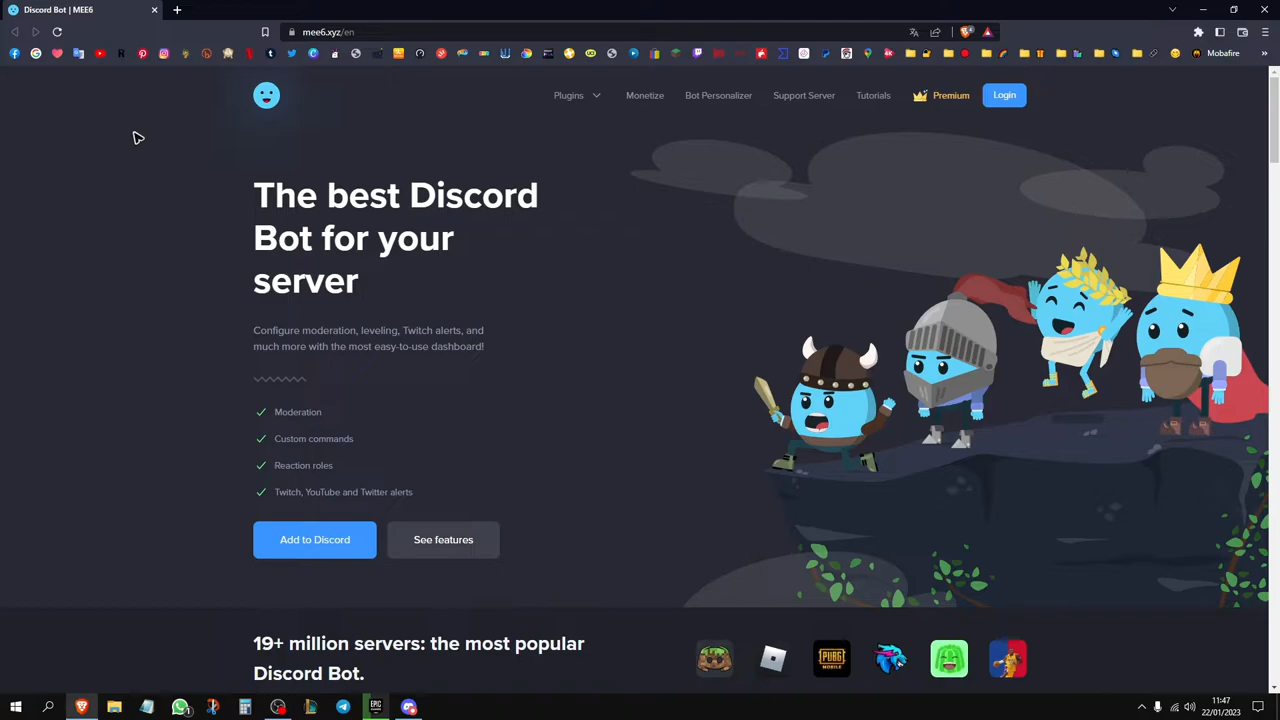 Discord Bot | MEE6
mee6.xyz/en
Mobafire
Plugins
Monetize
Bot Personalizer
Support Server
Tutorials
Premium
Login
The best Discord
Bot for your
server
Configure moderation, leveling, Twitch alerts, and
much more with the most easy-to-use dashboard!
Moderation
Custom commands
Reaction roles
Twitch, YouTube and Twitter alerts
Add to Discord
See features
19+ million servers: the most popular
Discord Bot.
PUBG
MOBILE
EPIC
11:47
22/01/2023